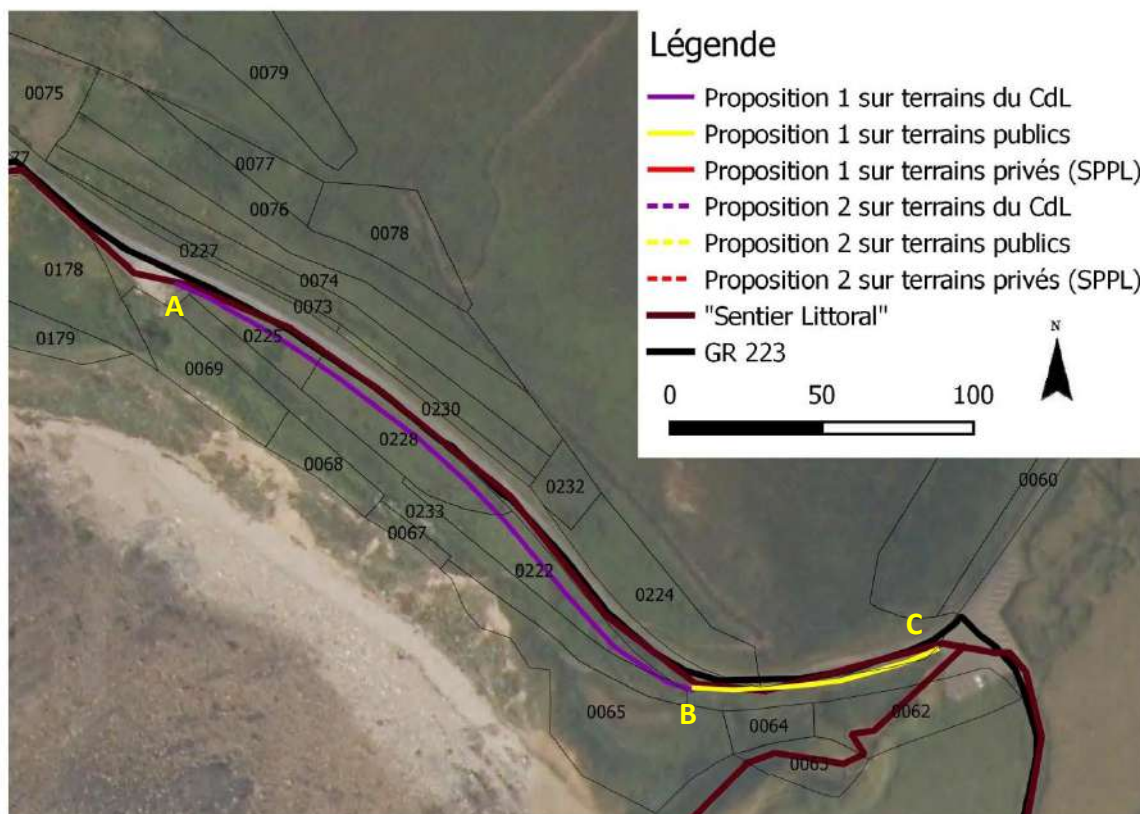 Légende
Proposition 1 sur terrains du CdL
Proposition 1 sur terrains publics
Proposition 1 sur terrains privés (SPPL)
Proposition 2 sur terrains du CdL
Proposition 2 sur terrains publics
Proposition 2 sur terrains privés (SPPL)
"Sentier Littoral"
GR 223
N
0 50 100
0079
0075
0077
77
0076
0078
0227
0178
0074
A
0073
0225
0179
0069
0230
0228
0068
0232
0060
0233
0067
0222
0224
C
0065
B
0064
0062
0063